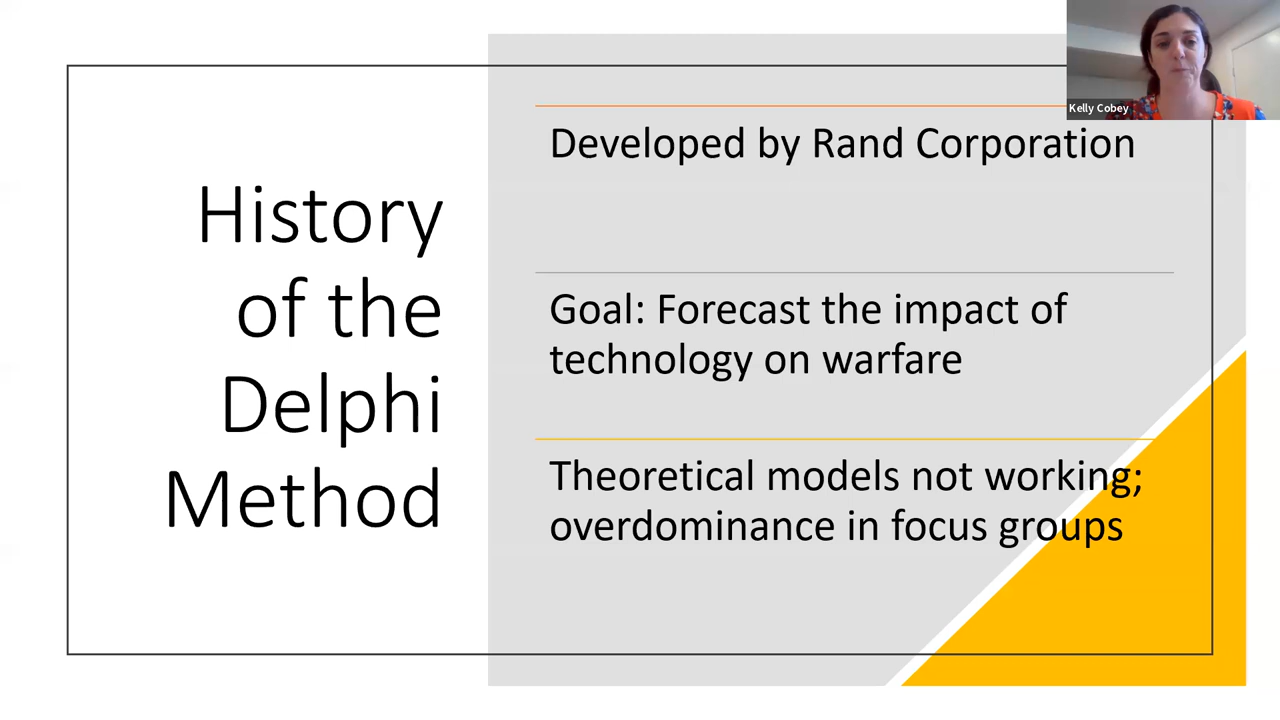 History
of the
Delphi
Method
Developed by Rand Corporation
Goal: Forecast the impact of
technology on warfare
Theoretical models not working;
overdominance in focus groups
Kelly Cobey